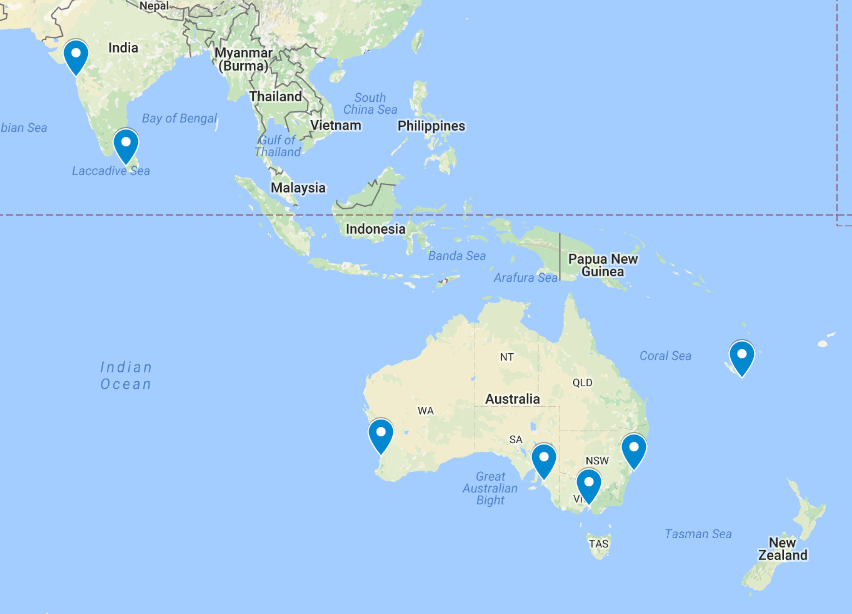 Nepal
India
Myanmar
(Burma)
Thailand
South
China Sea
bian Sea
Bay of Bengal
Vietnam
Philippines
Gulf of
Thailand
Laccadive Sea
Malaysia
Indonesia
Banda Sea
Papua New
Guinea
Arafura Sea
Indian
Ocean
NT
Coral Sea
QLD
Australia
WA
SA
NSW
Great
Australian
Bight
VI
Tasman Sea
TAS
New
Zealand